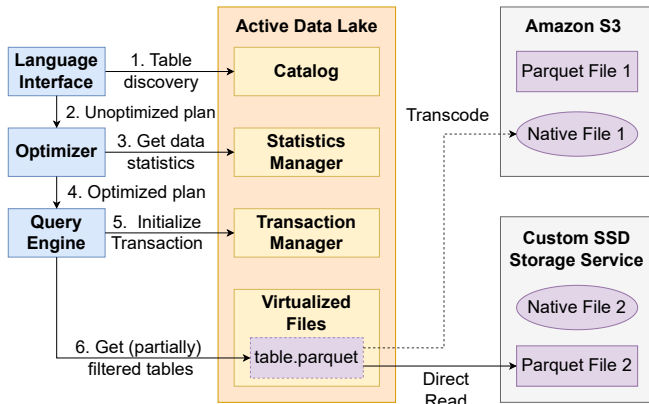 Active Data Lake
Amazon S3
Language
Interface
1. Table
discovery
Catalog
Parquet File 1
2. Unoptimized plan
Transcode
Native File 1
Optimizer
3. Get data
statistics
Statistics
Manager
4. Optimized plan
Query
Engine
5. Initialize
Transaction
Transaction
Manager
Custom SSD
Storage Service
Virtualized
Files
Native File 2
6. Get (partially)
filtered tables
table.parquet
Parquet File 2
Direct
Read